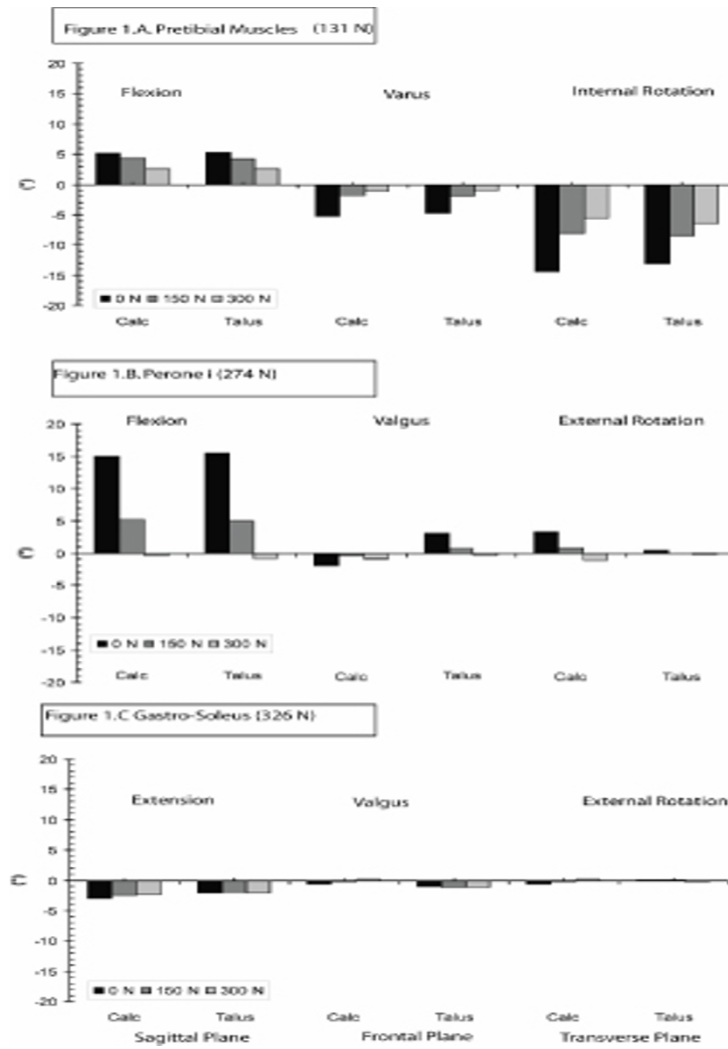 Figure 1.A. Pretibial Muscles (131 N)
20
15
10
5
0
-5
-10
-15
-20
(°)
Flexion Varus Internal Rotation
0 N 150 N 300 N
Calc Talus Calc Talus Calc Talus
Figure 1.B. Perone i (274 N)
20
15
10
5
0
-5
-10
-15
-20
(°)
Flexion Valgus External Rotation
0 N 150 N 300 N
Calc Talus Calc Talus Calc Talus
Figure 1.C Gastro-Soleus (326 N)
20
15
10
5
0
-5
-10
-15
-20
(°)
Extension Valgus External Rotation
0 N 150 N 300 N
Calc Talus Calc Talus Calc Talus
Sagittal Plane Frontal Plane Transverse Plane